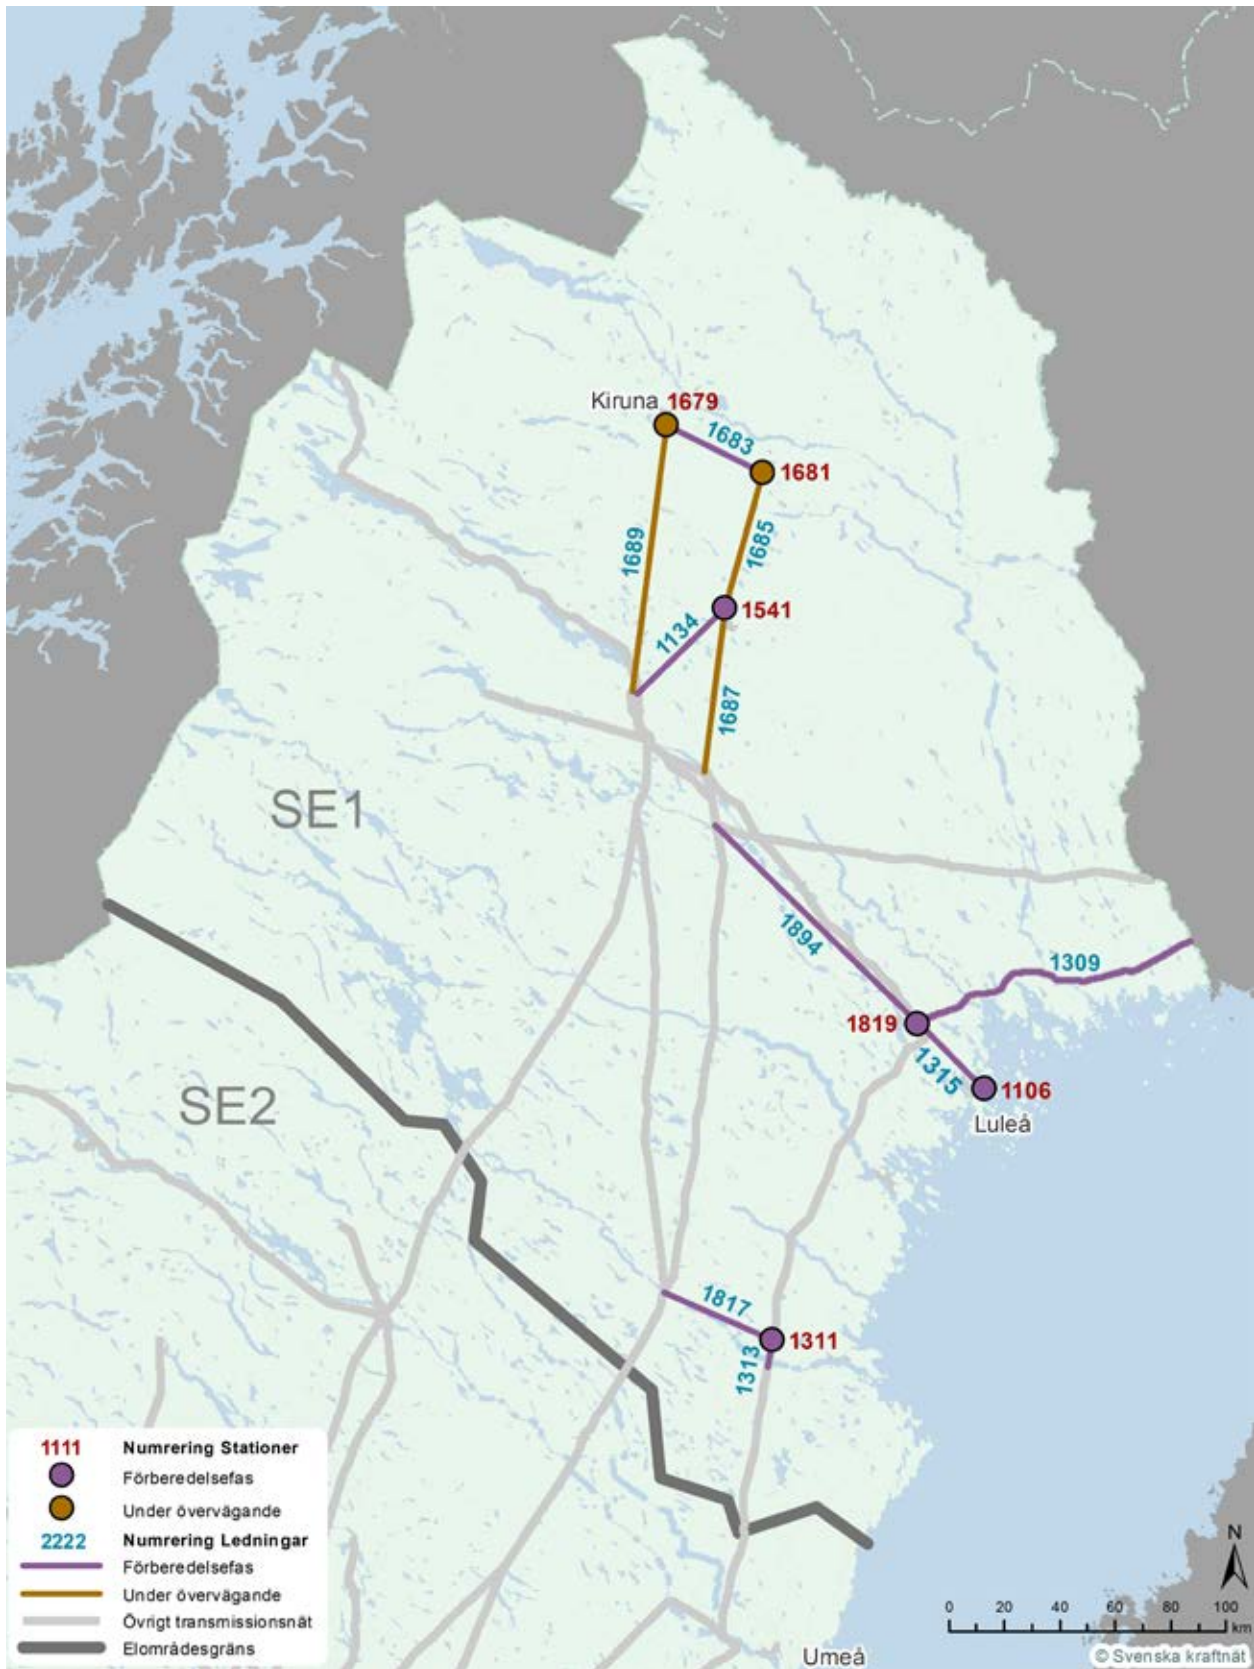 Kiruna 1679
1683
1681
1689
1685
1541
1134
1687
SE1
1894
1309
1819
1315
1106
Luleå
SE2
1817
1311
1313
1111 Numrering Stationer
Förberedelsefas
Under övervägande
2222 Numrering Ledningar
Förberedelsefas
Under övervägande
Övrigt transmissionsnät
Elområdesgräns
N
0 20 40 60 80 100
km
Umeå
© Svenska kraftnät